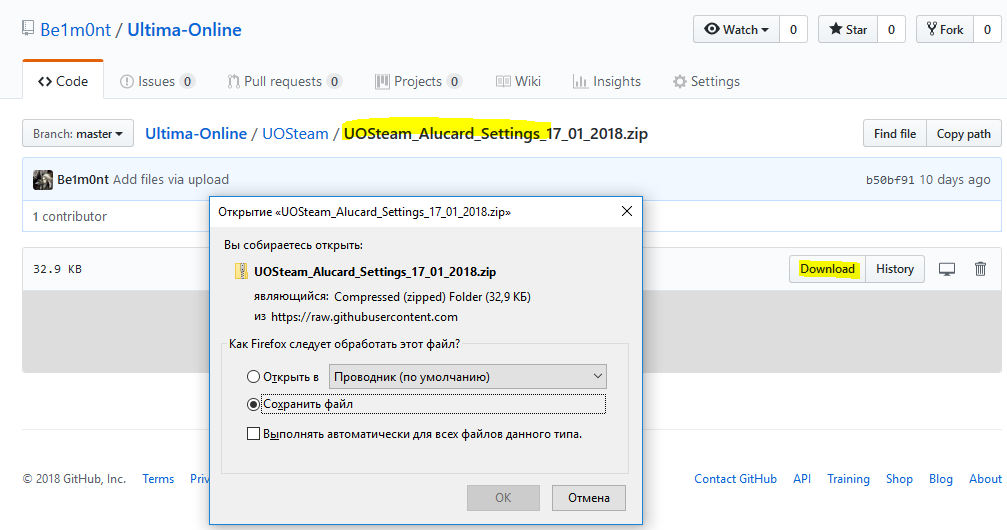 Be1m0nt / Ultima-Online
Watch 0 Star 0 Fork 0
Code Issues 0 Pull requests 0 Projects 0 Wiki Insights Settings
Branch: master Ultima-Online / UOSteam / UOSteam_Alucard_Settings_17_01_2018.zip Find file Copy path
Be1m0nt Add files via upload b50bf91 10 days ago
1 contributor
32.9 KB Download History
Открытие «UOSteam_Alucard_Settings_17_01_2018.zip»
Вы собираетесь открыть:
UOSteam_Alucard_Settings_17_01_2018.zip
являющийся: Compressed (zipped) Folder (32,9 КБ)
из https://raw.githubusercontent.com
Как Firefox следует обработать этот файл?
Открыть в Проводник (по умолчанию)
Сохранить файл
Выполнять автоматически для всех файлов данного типа.
ОК Отмена
© 2018 GitHub, Inc. Terms Priv Contact GitHub API Training Shop Blog About